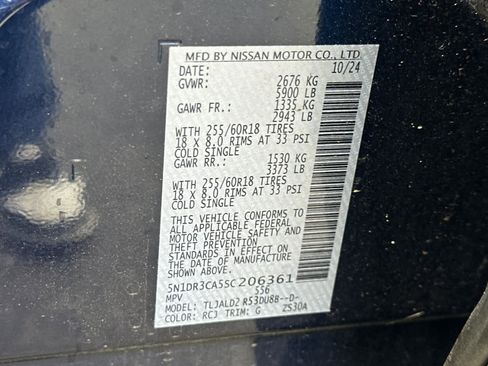 MFD BY NISSAN MOTOR CO., LTD.
DATE: 10/24
GVWR: 2676 KG
5900 LB
GAWR FR.: 1335 KG
2943 LB
WITH 255/60R18 TIRES
18 X 8.0 RIMS AT 33 PSI
COLD SINGLE
GAWR RR.: 1530 KG
3373 LB
WITH 255/60R18 TIRES
18 X 8.0 RIMS AT 33 PSI
COLD SINGLE
THIS VEHICLE CONFORMS TO
ALL APPLICABLE FEDERAL
MOTOR VEHICLE SAFETY AND
THEFT PREVENTION
STANDARDS IN EFFECT ON
THE DATE OF MANUFACTURE
SHOWN ABOVE.
5N1DR3CA5SC206361
MPV S56
MODEL: TLJALD2 R53DU8B--D-
COLOR: RCJ TRIM: G ZS30A